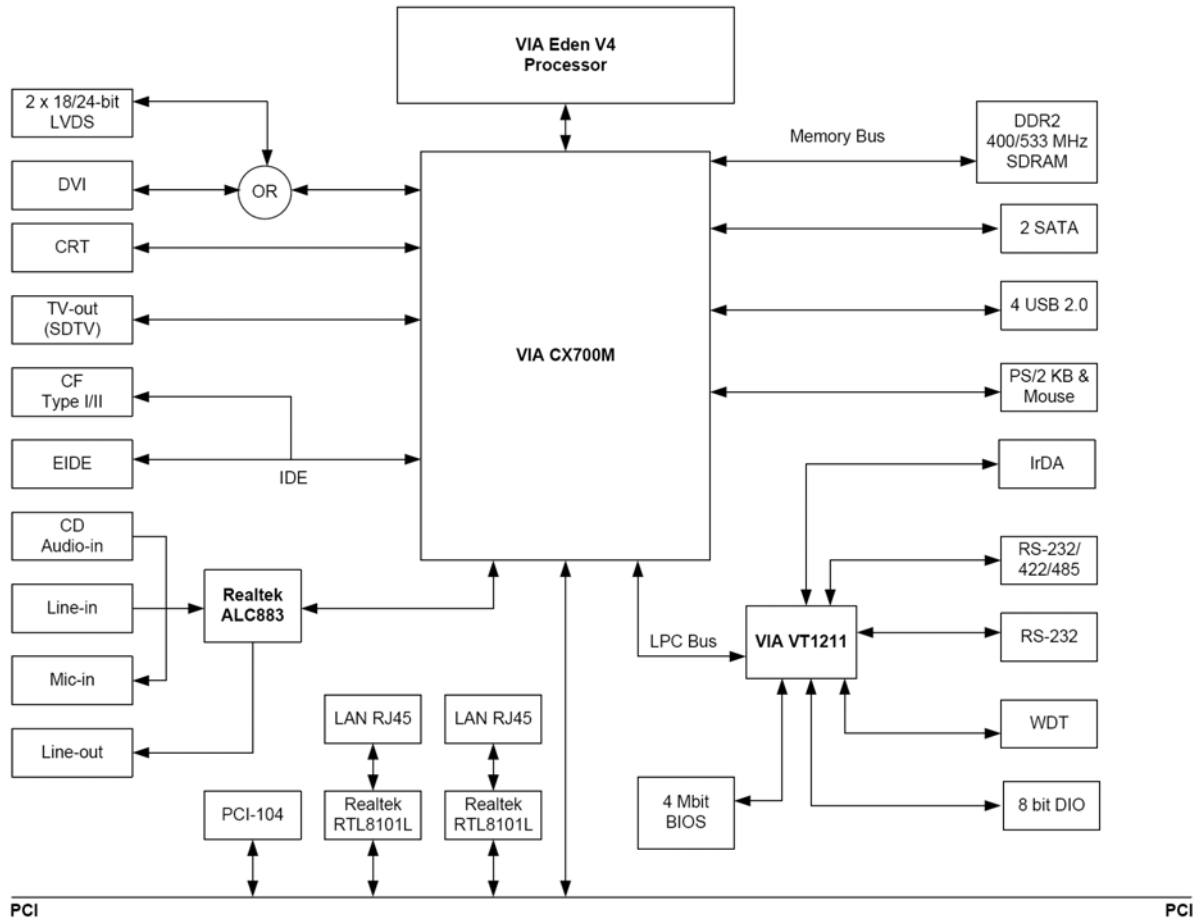 VIA Eden V4
Processor
2 x 18/24-bit
LVDS
DVI
OR
CRT
TV-out
(SDTV)
CF
Type I/II
EIDE
IDE
CD
Audio-in
Line-in
Mic-in
Line-out
Realtek
ALC883
VIA CX700M
Memory Bus
DDR2
400/533 MHz
SDRAM
2 SATA
4 USB 2.0
PS/2 KB &
Mouse
IrDA
RS-232/
422/485
RS-232
WDT
8 bit DIO
LPC Bus
VIA VT1211
4 Mbit
BIOS
LAN RJ45
LAN RJ45
PCI-104
Realtek
RTL8101L
Realtek
RTL8101L
PCI
PCI